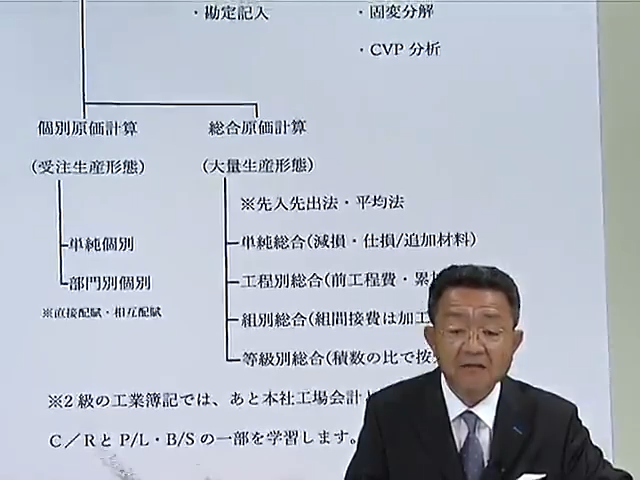 ・勘定記入
・固変分解
・CVP 分析
個別原価計算
総合原価計算
(受注生産形態)
(大量生産形態)
※先入先出法・平均法
単純個別
単純総合(減損・仕損/追加材料)
部門別個別
工程別総合(前工程費・累
※直接配賦・相互配賦
組別総合(組間接費は加工
等級別総合(積数の比で按
※2 級の工業簿記では、あと本社工場会計と
C／R と P/L・B/S の一部を学習します。